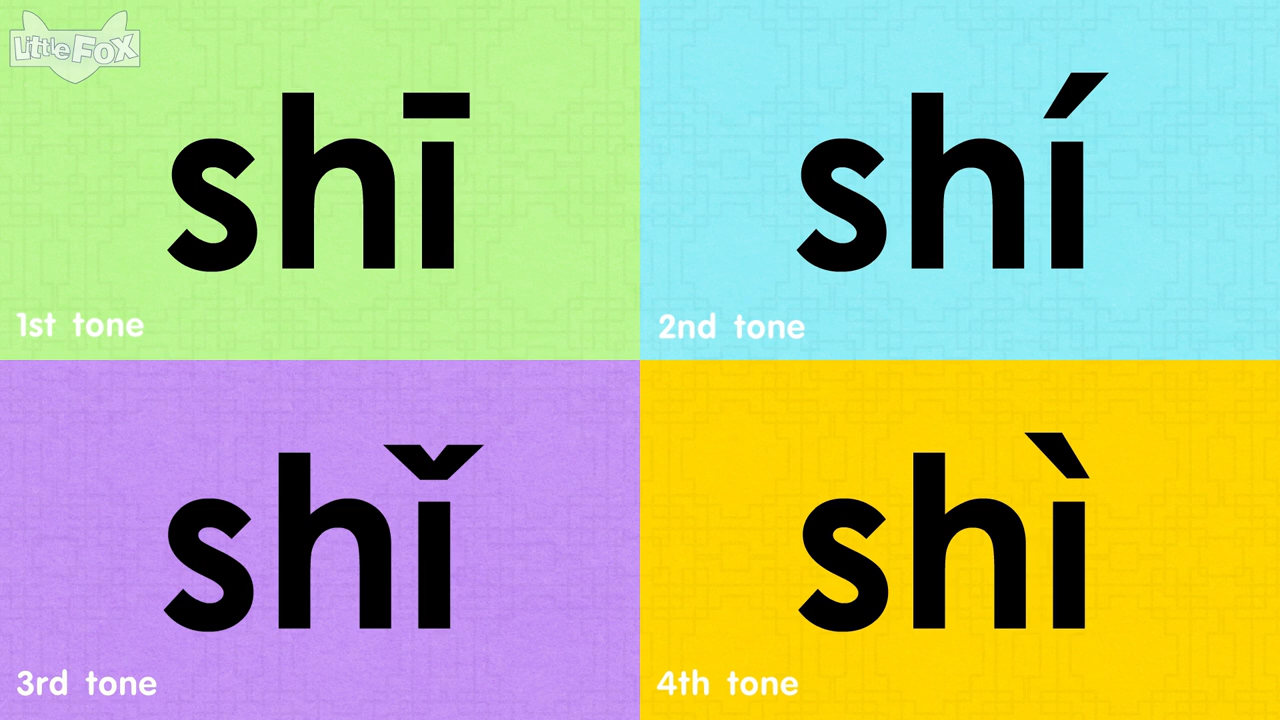 Little Fox
shī
1st tone
shí
2nd tone
shǐ
3rd tone
shì
4th tone